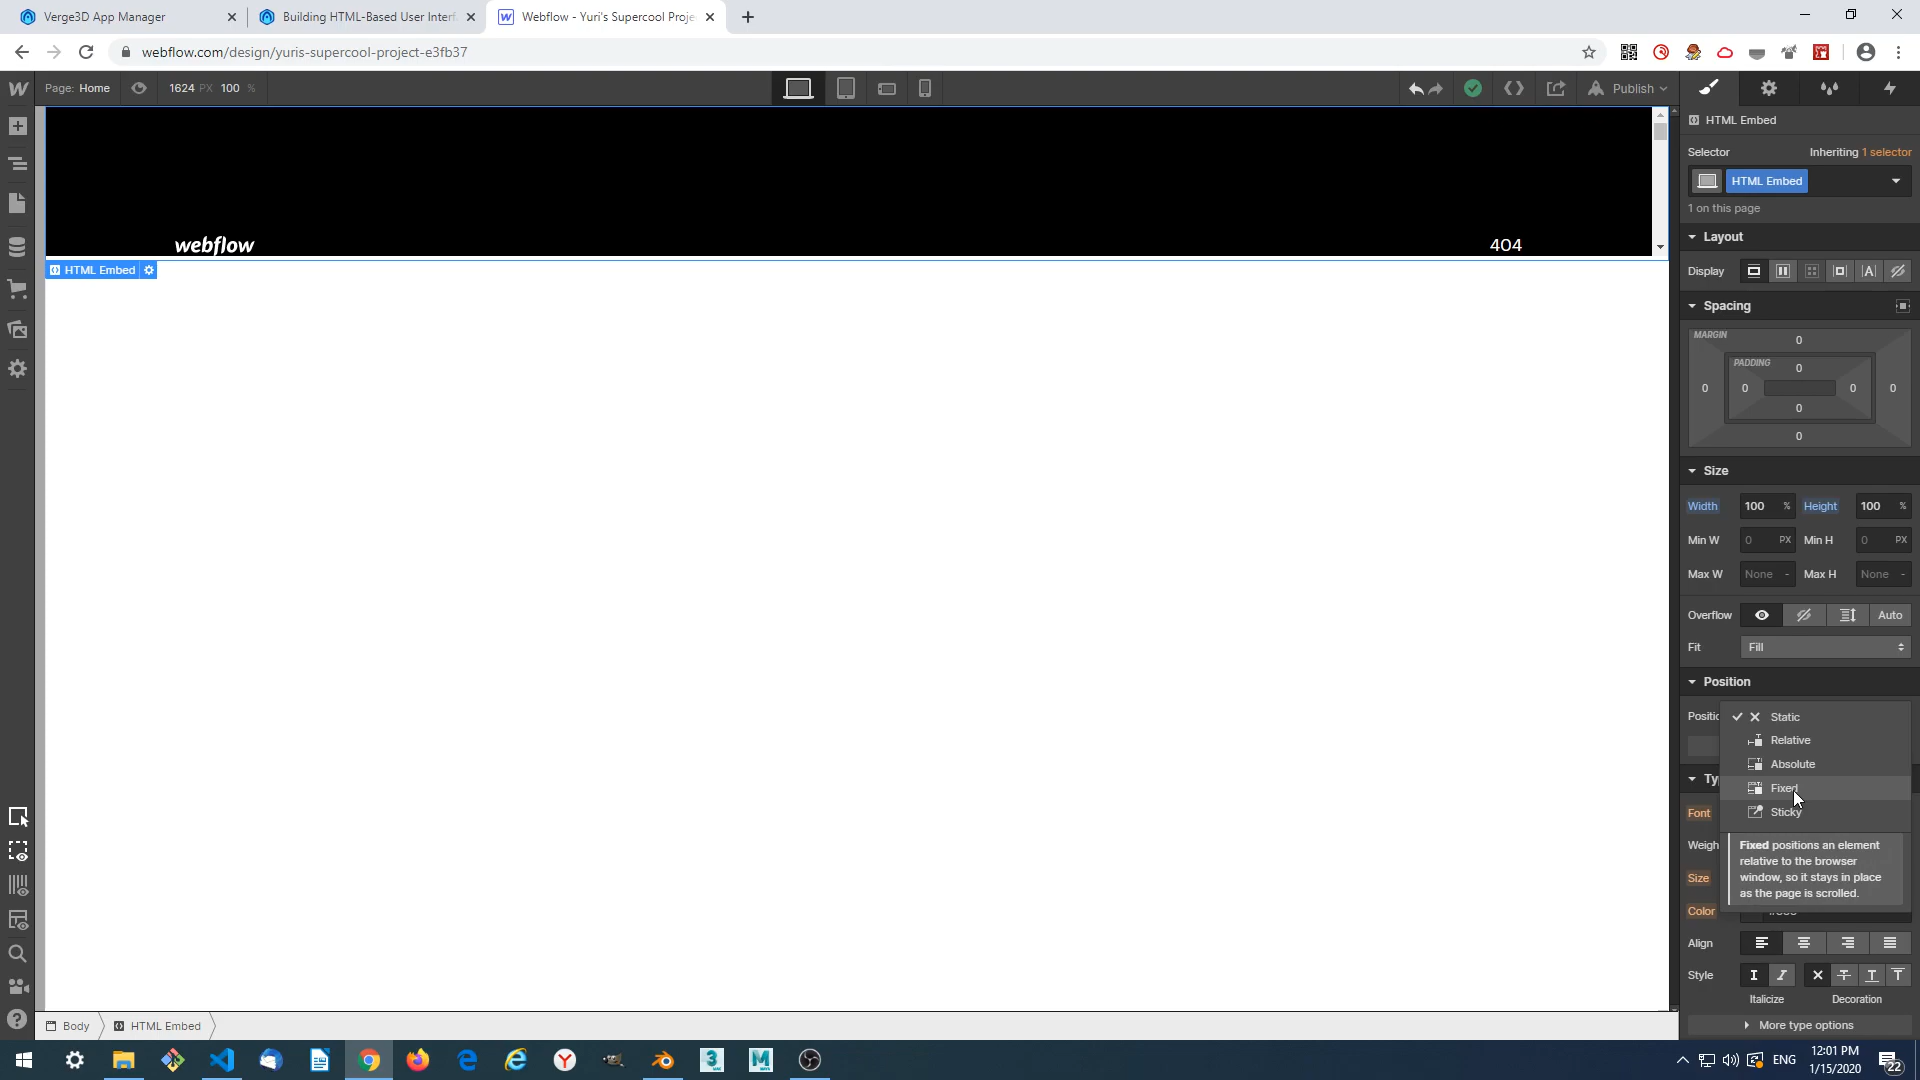 Verge3D App Manager
Building HTML-Based User Interf
Webflow - Yuri's Supercool Proje
webflow.com/design/yuris-supercool-project-e3fb37
Page: Home
1624 PX 100 %
Publish
HTML Embed
Selector
Inheriting 1 selector
HTML Embed
1 on this page
Layout
Display
Spacing
MARGIN
0
PADDING
0
0 0 0 0
0
0
Size
Width 100 % Height 100 %
Min W 0 PX Min H 0 PX
Max W None - Max H None -
Overflow Auto
Fit Fill
Position
Positio
Static
Relative
Absolute
Fixed
Sticky
Fixed positions an element
relative to the browser
window, so it stays in place
as the page is scrolled.
Ty
Font
Weigh
Size
Color
Align
Style
Italicize Decoration
More type options
webflow
404
HTML Embed
Body
HTML Embed
ENG
12:01 PM
1/15/2020
22